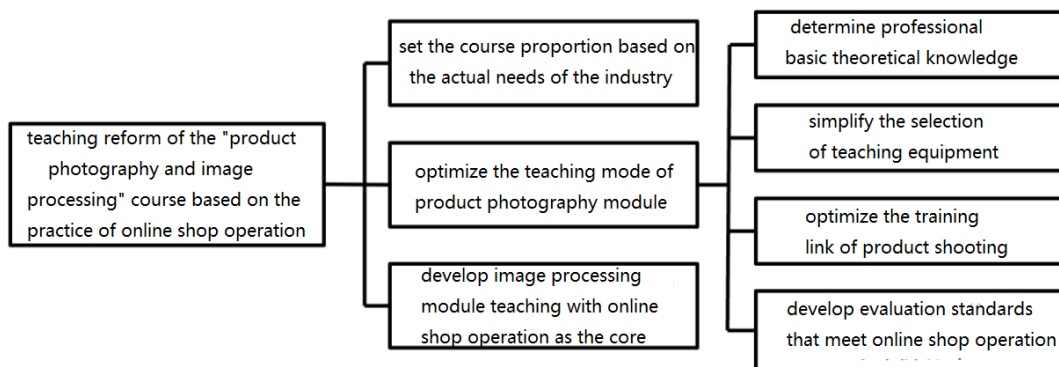 teaching reform of the "product
photography and image
processing" course based on the
practice of online shop operation
set the course proportion based on
the actual needs of the industry
optimize the teaching mode of
product photography module
develop image processing
module teaching with online
shop operation as the core
determine professional
basic theoretical knowledge
simplify the selection
of teaching equipment
optimize the training
link of product shooting
develop evaluation standards
that meet online shop operation